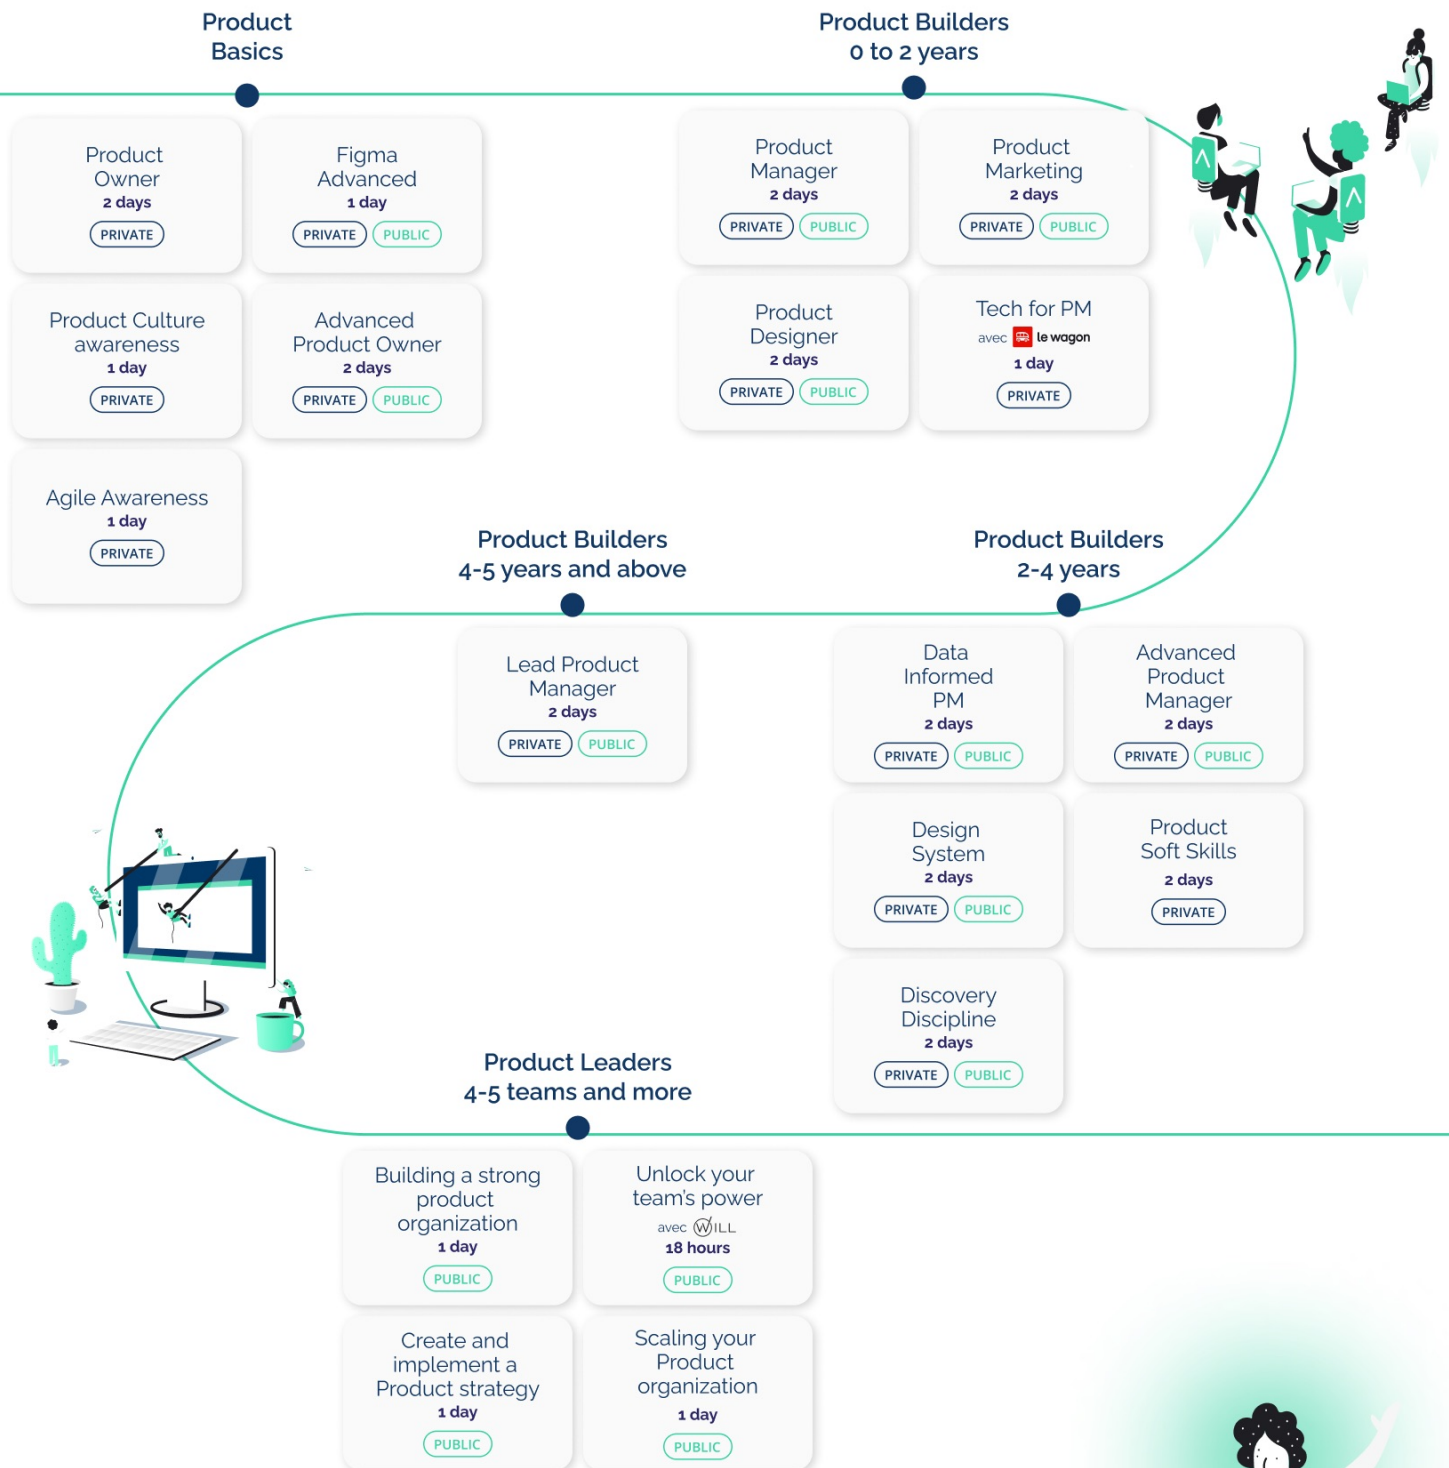 Product
Basics
Product Builders
0 to 2 years
Product
Owner
2 days
PRIVATE
Figma
Advanced
1 day
PRIVATE PUBLIC
Product Culture
awareness
1 day
PRIVATE
Advanced
Product Owner
2 days
PRIVATE PUBLIC
Agile Awareness
1 day
PRIVATE
Product
Manager
2 days
PRIVATE PUBLIC
Product
Marketing
2 days
PRIVATE PUBLIC
Product
Designer
2 days
PRIVATE PUBLIC
Tech for PM
avec le wagon
1 day
PRIVATE
Product Builders
4-5 years and above
Product Builders
2-4 years
Lead Product
Manager
2 days
PRIVATE PUBLIC
Data
Informed
PM
2 days
PRIVATE PUBLIC
Advanced
Product
Manager
2 days
PRIVATE PUBLIC
Design
System
2 days
PRIVATE PUBLIC
Product
Soft Skills
2 days
PRIVATE
Discovery
Discipline
2 days
PRIVATE PUBLIC
Product Leaders
4-5 teams and more
Building a strong
product
organization
1 day
PUBLIC
Unlock your
team's power
avec WILL
18 hours
PUBLIC
Create and
implement a
Product strategy
1 day
PUBLIC
Scaling your
Product
organization
1 day
PUBLIC